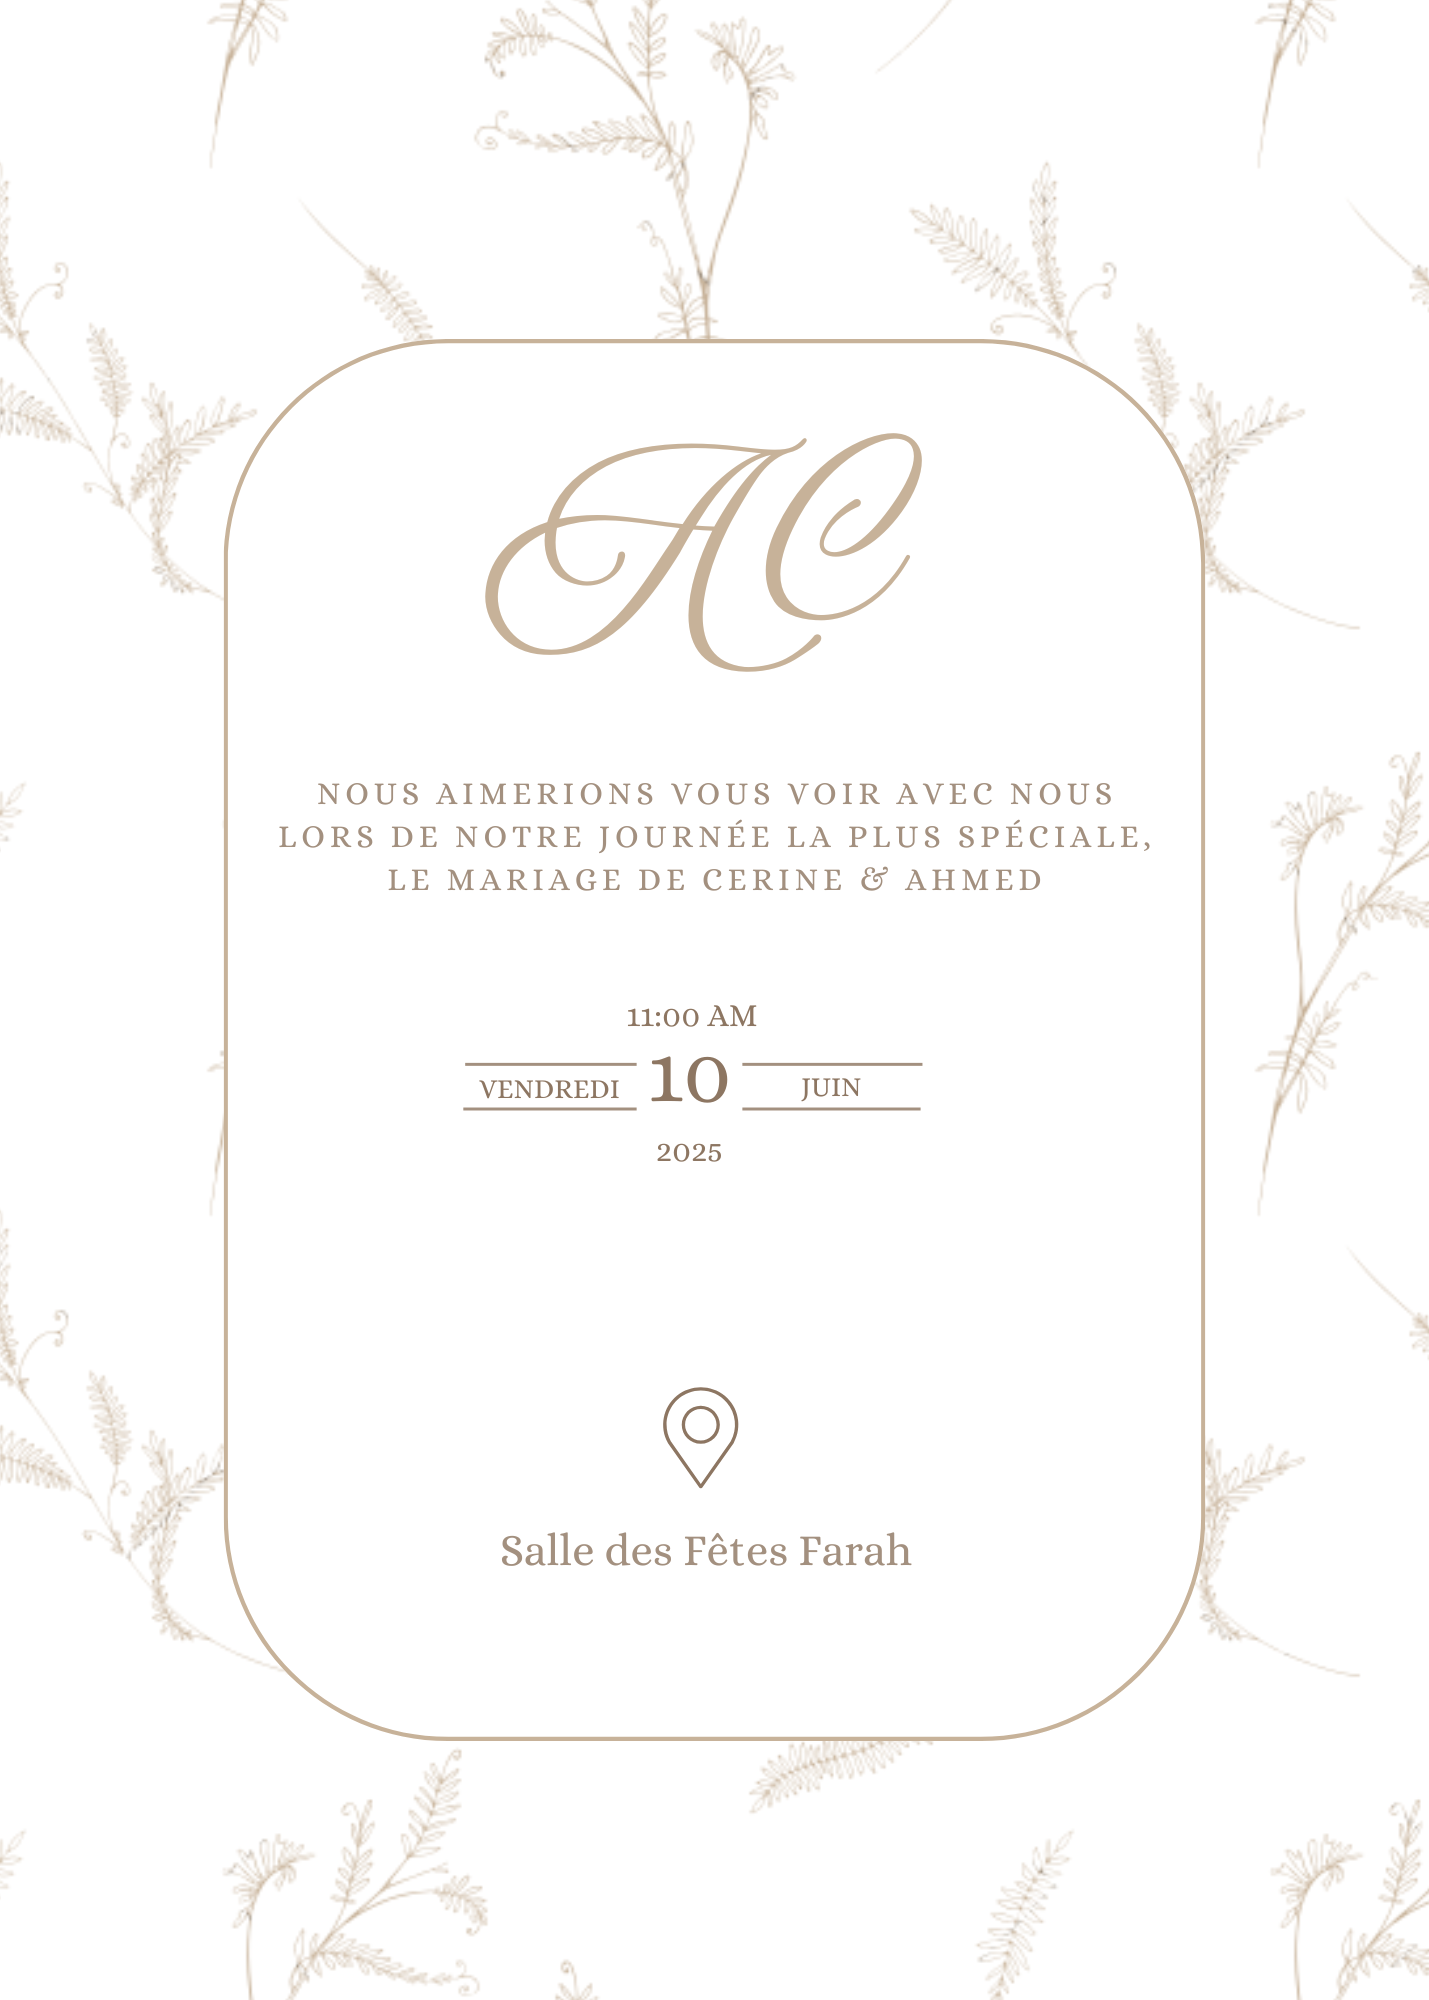 AC
NOUS AIMERIONS VOUS VOIR AVEC NOUS
LORS DE NOTRE JOURNÉE LA PLUS SPÉCIALE,
LE MARIAGE DE CERINE & AHMED
11:00 AM
VENDREDI 10 JUIN
2025
Salle des Fêtes Farah